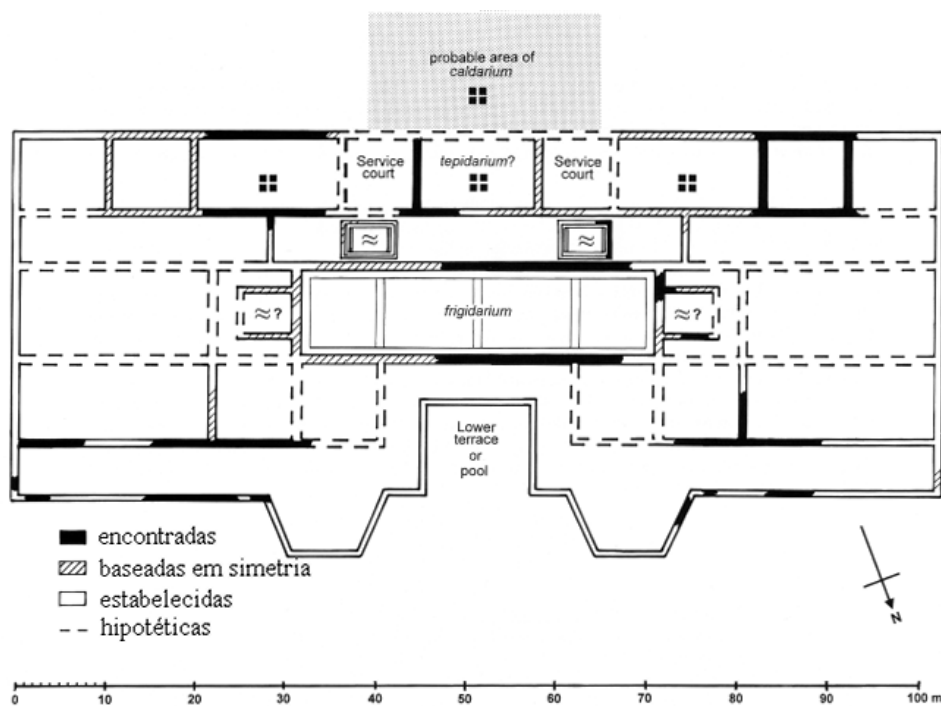 probable area of
caldarium
Service
court
tepidarium?
Service
court
≈
≈
≈ ?
frigidarium
≈ ?
Lower
terrace
or
pool
encontradas
baseadas em simetria
estabelecidas
hipotéticas
N
0 10 20 30 40 50 60 70 80 90 100 m